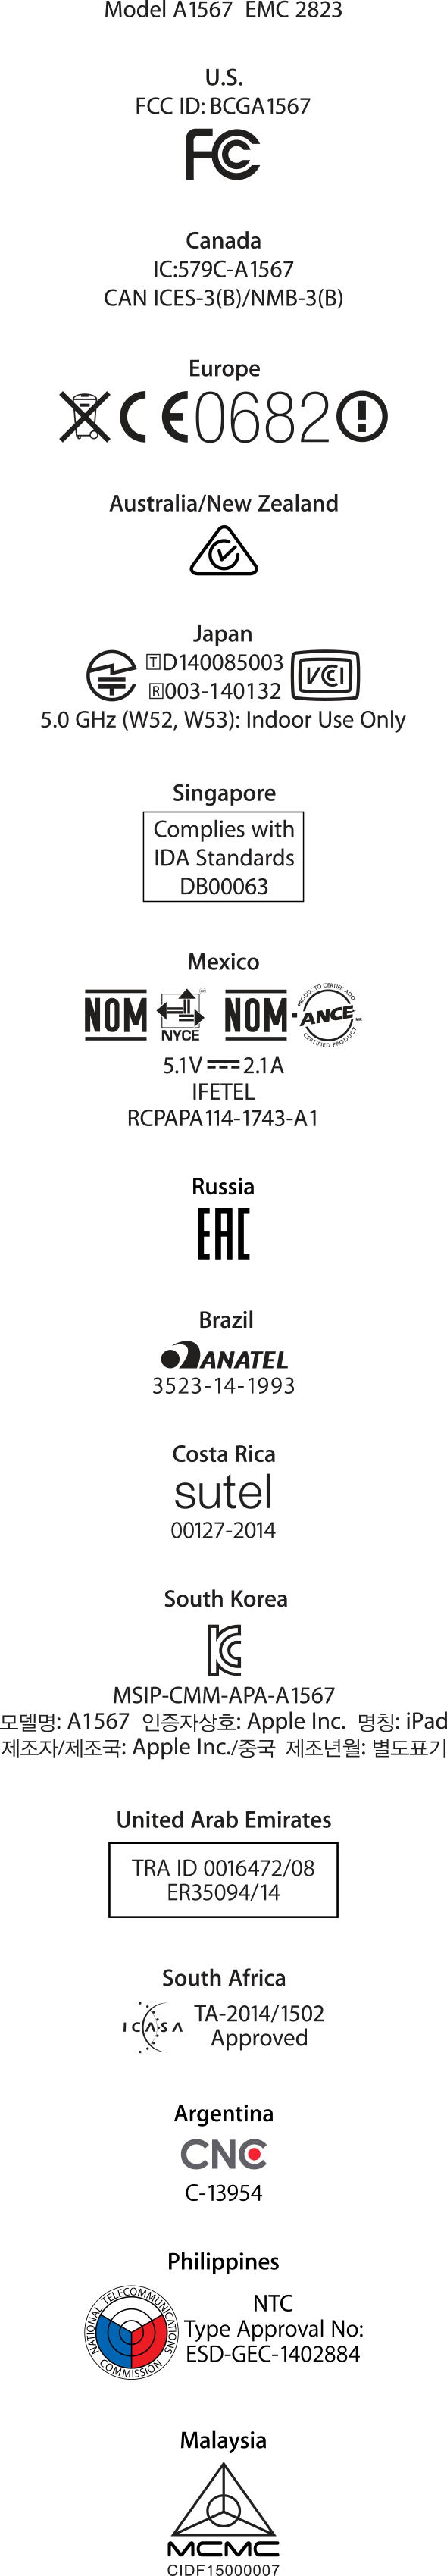 Model A1567 EMC 2823
U.S.
FCC ID: BCGA1567
FC
Canada
IC:579C-A1567
CAN ICES-3(B)/NMB-3(B)
Europe
CE0682
Australia/New Zealand
Japan
T D140085003
R 003-140132
VCCI
5.0 GHz (W52, W53): Indoor Use Only
Singapore
Complies with
IDA Standards
DB00063
Mexico
NOM NYCE NOM PRODUCTO CERTIFICADO ANCE CERTIFIED PRODUCT
5.1V 2.1A
IFETEL
RCPAPA114-1743-A1
Russia
EAC
Brazil
ANATEL
3523-14-1993
Costa Rica
sutel
00127-2014
South Korea
KC
MSIP-CMM-APA-A1567
모델명: A1567 인증자상호: Apple Inc. 명칭: iPad
제조자/제조국: Apple Inc./중국 제조년월: 별도표기
United Arab Emirates
TRA ID 0016472/08
ER35094/14
South Africa
ICASA
TA-2014/1502
Approved
Argentina
CNC
C-13954
Philippines
NATIONAL TELECOMMUNICATIONS COMMISSION
NTC
Type Approval No:
ESD-GEC-1402884
Malaysia
MCMC
CIDF15000007